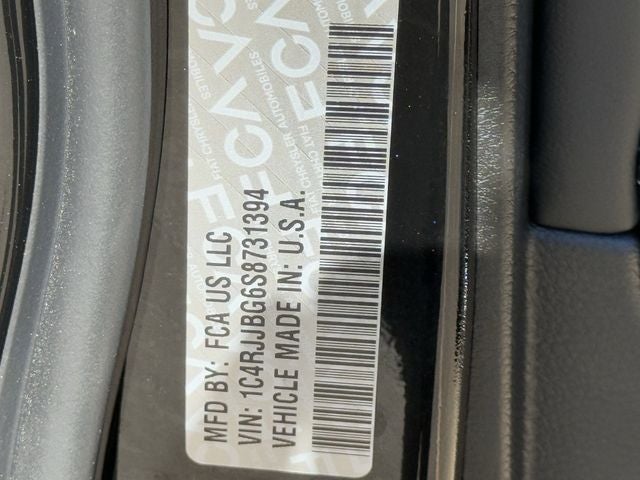 MFD BY: FCA US LLC
VIN: 1C4RJJBG6S8731394
VEHICLE MADE IN: U.S.A.